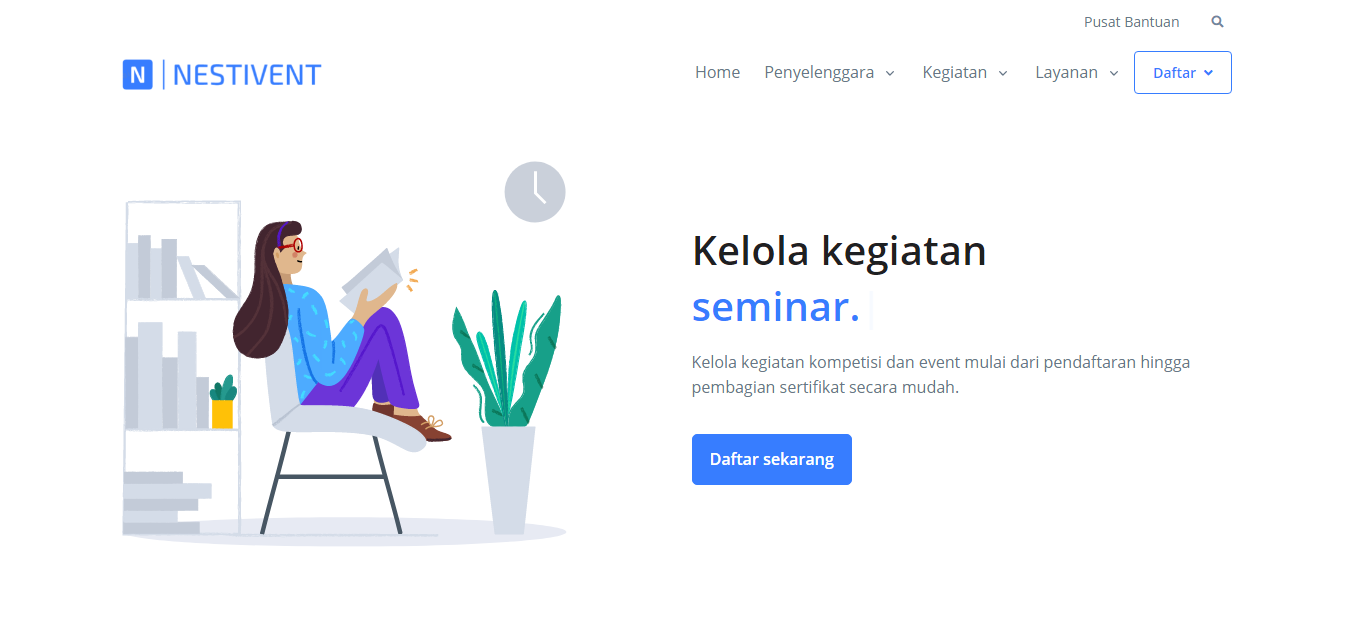 Pusat Bantuan
N | NESTIVENT
Home Penyelenggara Kegiatan Layanan Daftar
Kelola kegiatan
seminar.
Kelola kegiatan kompetisi dan event mulai dari pendaftaran hingga
pembagian sertifikat secara mudah.
Daftar sekarang